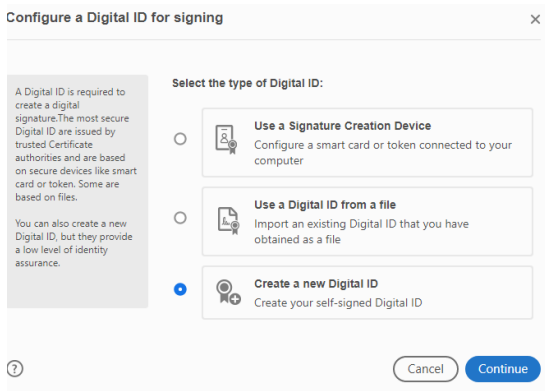 Configure a Digital ID for signing
A Digital ID is required to
create a digital
signature.The most secure
Digital ID are issued by
trusted Certificate
authorities and are based
on secure devices like smart
card or token. Some are
based on files.
You can also create a new
Digital ID, but they provide
a low level of identity
assurance.
Select the type of Digital ID:
Use a Signature Creation Device
Configure a smart card or token connected to your
computer
Use a Digital ID from a file
Import an existing Digital ID that you have
obtained as a file
Create a new Digital ID
Create your self-signed Digital ID
?
Cancel
Continue